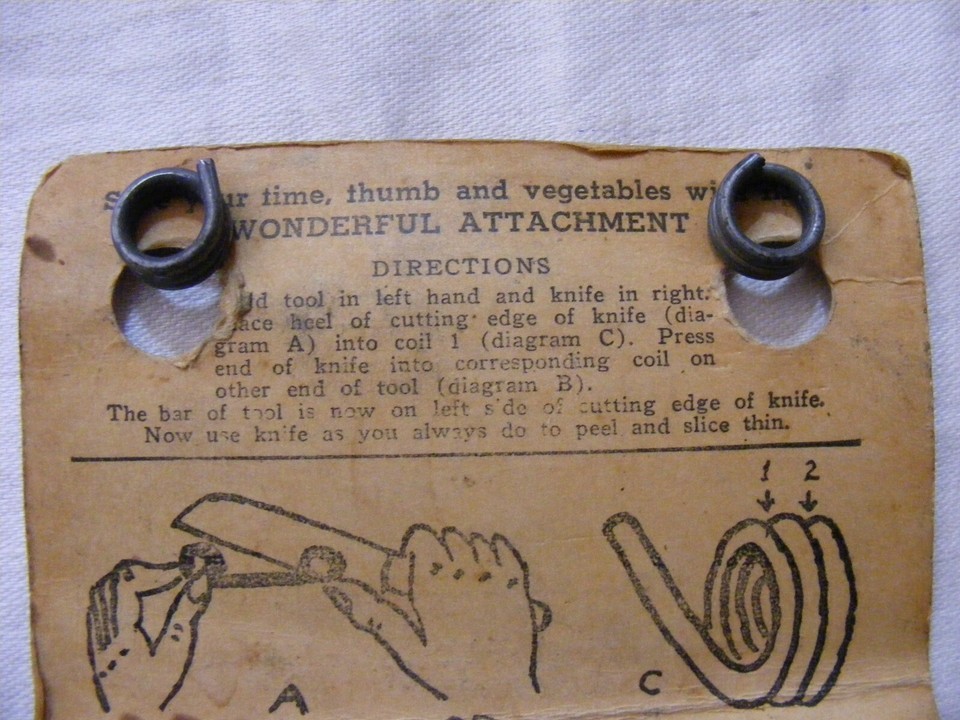 time, thumb and vegetables
WONDERFUL ATTACHMENT
DIRECTIONS
tool in left hand and knife in right.
heel of cutting edge of knife (dia-
gram A) into coil 1 (diagram C). Press
end of knife into corresponding coil on
other end of tool (diagram B).
The bar of tool is now on left side of cutting edge of knife.
Now use knife as you always do to peel and slice thin.
1 2
A C